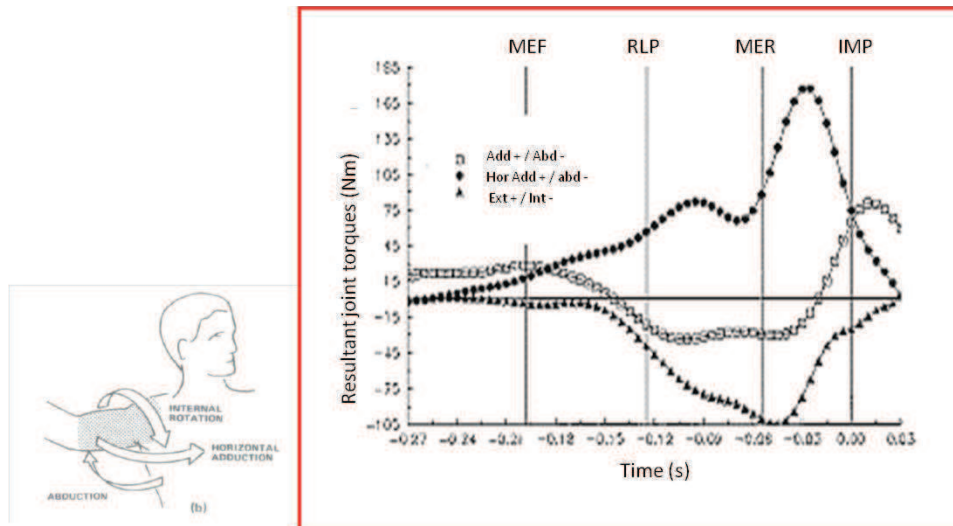 MEF RLP MER IMP
195
165
135
105
75
45
15
-15
-45
-75
-105
Add + / Abd -
Hor Add + / abd -
Ext + / Int -
Resultant joint torques (Nm)
-0.27 -0.24 -0.21 -0.18 -0.15 -0.12 -0.09 -0.06 -0.03 0.00 0.03
Time (s)
INTERNAL
ROTATION
HORIZONTAL
ADDUCTION
ABDUCTION
(b)